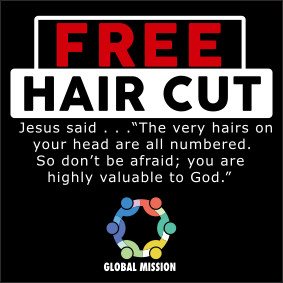 FREE
HAIR CUT
Jesus said . . .“The very hairs on
your head are all numbered.
So don’t be afraid; you are
highly valuable to God.”
GLOBAL MISSION